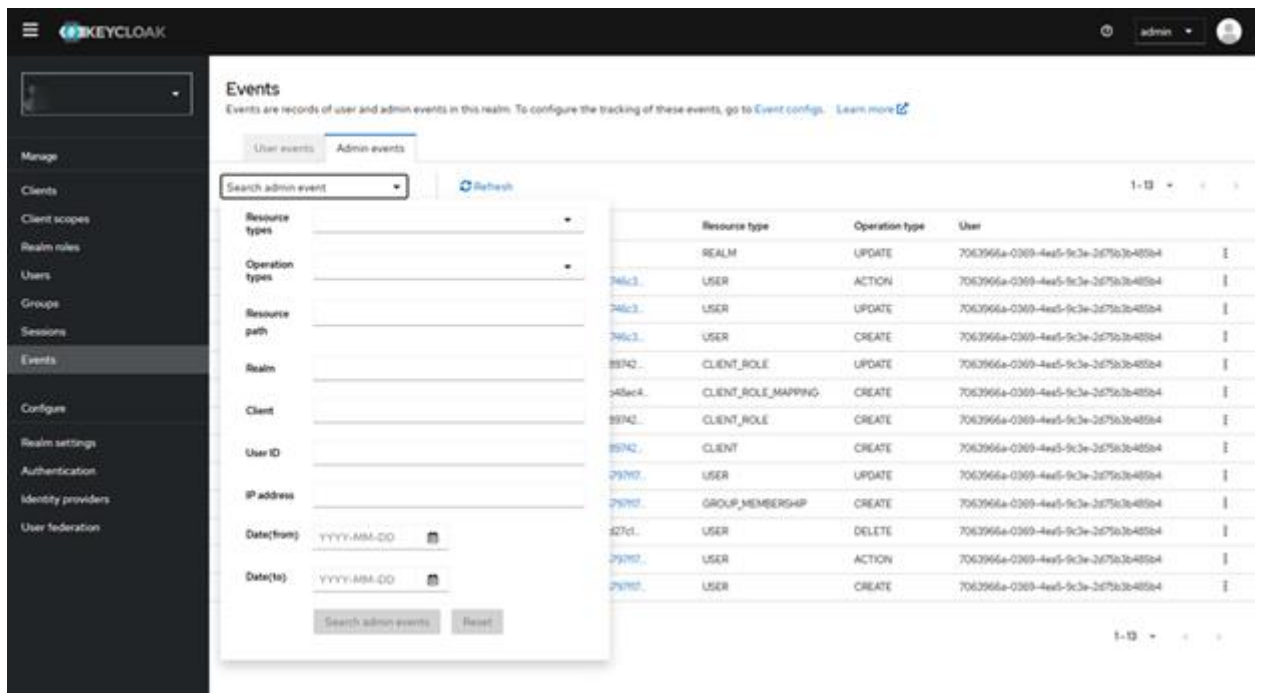 KEYCLOAK
admin
Events
Events are records of user and admin events in this realm. To configure the tracking of these events, go to Event configs. Learn more
User events Admin events
Manage
Search admin event Refresh 1-13
Clients
Client scopes
Realm roles
Users
Groups
Sessions
Events
Configure
Realm settings
Authentication
Identity providers
User federation
Resource types
Operation types
Resource path
Realm
Client
User ID
IP address
Date(from) YYYY-MM-DD
Date(to) YYYY-MM-DD
Search admin events Reset
Resource type Operation type User
REALM UPDATE 7063966a-0369-4ea5-9c3e-2d75b3b485b4
USER ACTION 7063966a-0369-4ea5-9c3e-2d75b3b485b4
USER UPDATE 7063966a-0369-4ea5-9c3e-2d75b3b485b4
USER CREATE 7063966a-0369-4ea5-9c3e-2d75b3b485b4
CLIENT_ROLE UPDATE 7063966a-0369-4ea5-9c3e-2d75b3b485b4
CLIENT_ROLE_MAPPING CREATE 7063966a-0369-4ea5-9c3e-2d75b3b485b4
CLIENT_ROLE CREATE 7063966a-0369-4ea5-9c3e-2d75b3b485b4
CLIENT CREATE 7063966a-0369-4ea5-9c3e-2d75b3b485b4
USER UPDATE 7063966a-0369-4ea5-9c3e-2d75b3b485b4
GROUP_MEMBERSHIP CREATE 7063966a-0369-4ea5-9c3e-2d75b3b485b4
USER DELETE 7063966a-0369-4ea5-9c3e-2d75b3b485b4
USER ACTION 7063966a-0369-4ea5-9c3e-2d75b3b485b4
USER CREATE 7063966a-0369-4ea5-9c3e-2d75b3b485b4
1-13